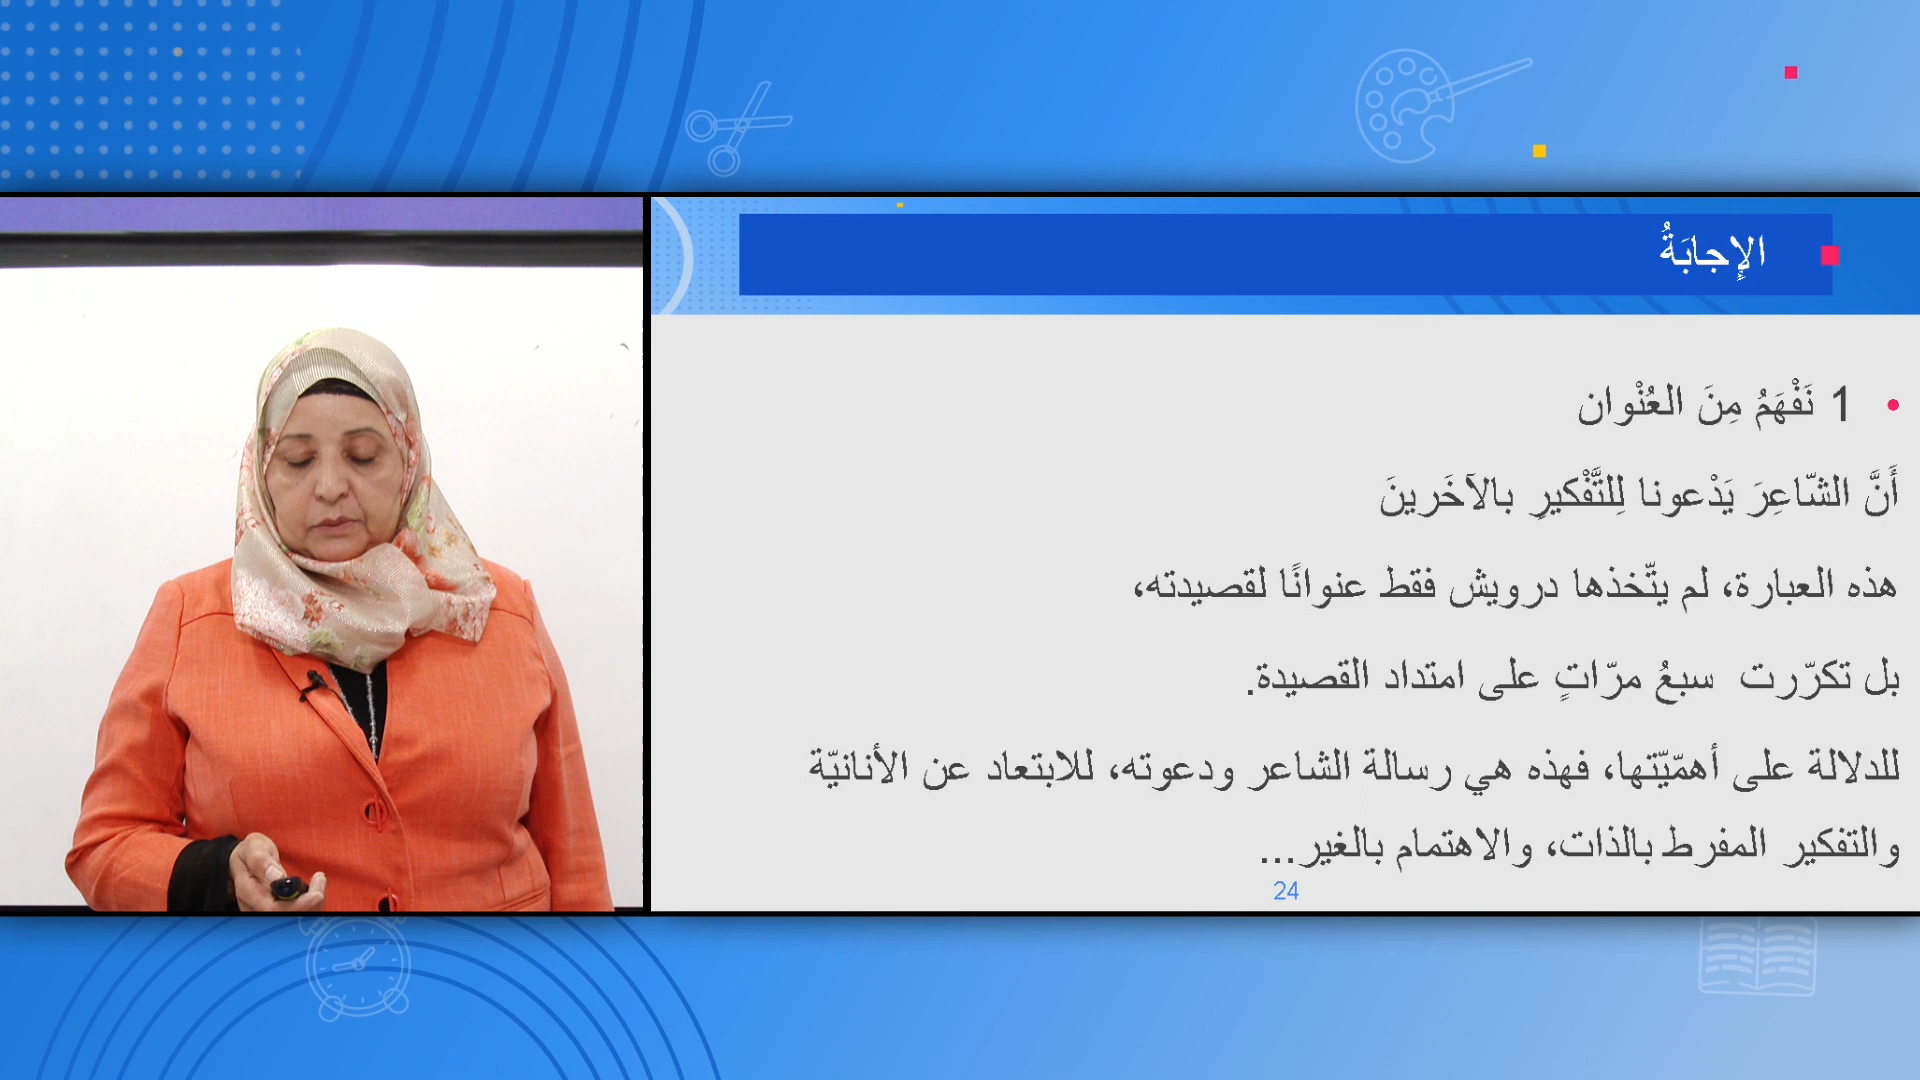 الإِجابَةُ
• 1 نَفْهَمُ مِنَ العُنْوان
أَنَّ الشّاعِرَ يَدْعونا لِلتَّفْكيرِ بالآخَرينَ
هذه العبارة، لم يتّخذها درويش فقط عنوانًا لقصيدته،
بل تكرّرت سبعُ مرّاتٍ على امتداد القصيدة.
للدلالة على أهمّيّتها، فهذه هي رسالة الشاعر ودعوته، للابتعاد عن الأنانيّة
والتفكير المفرط بالذات، والاهتمام بالغير...
24